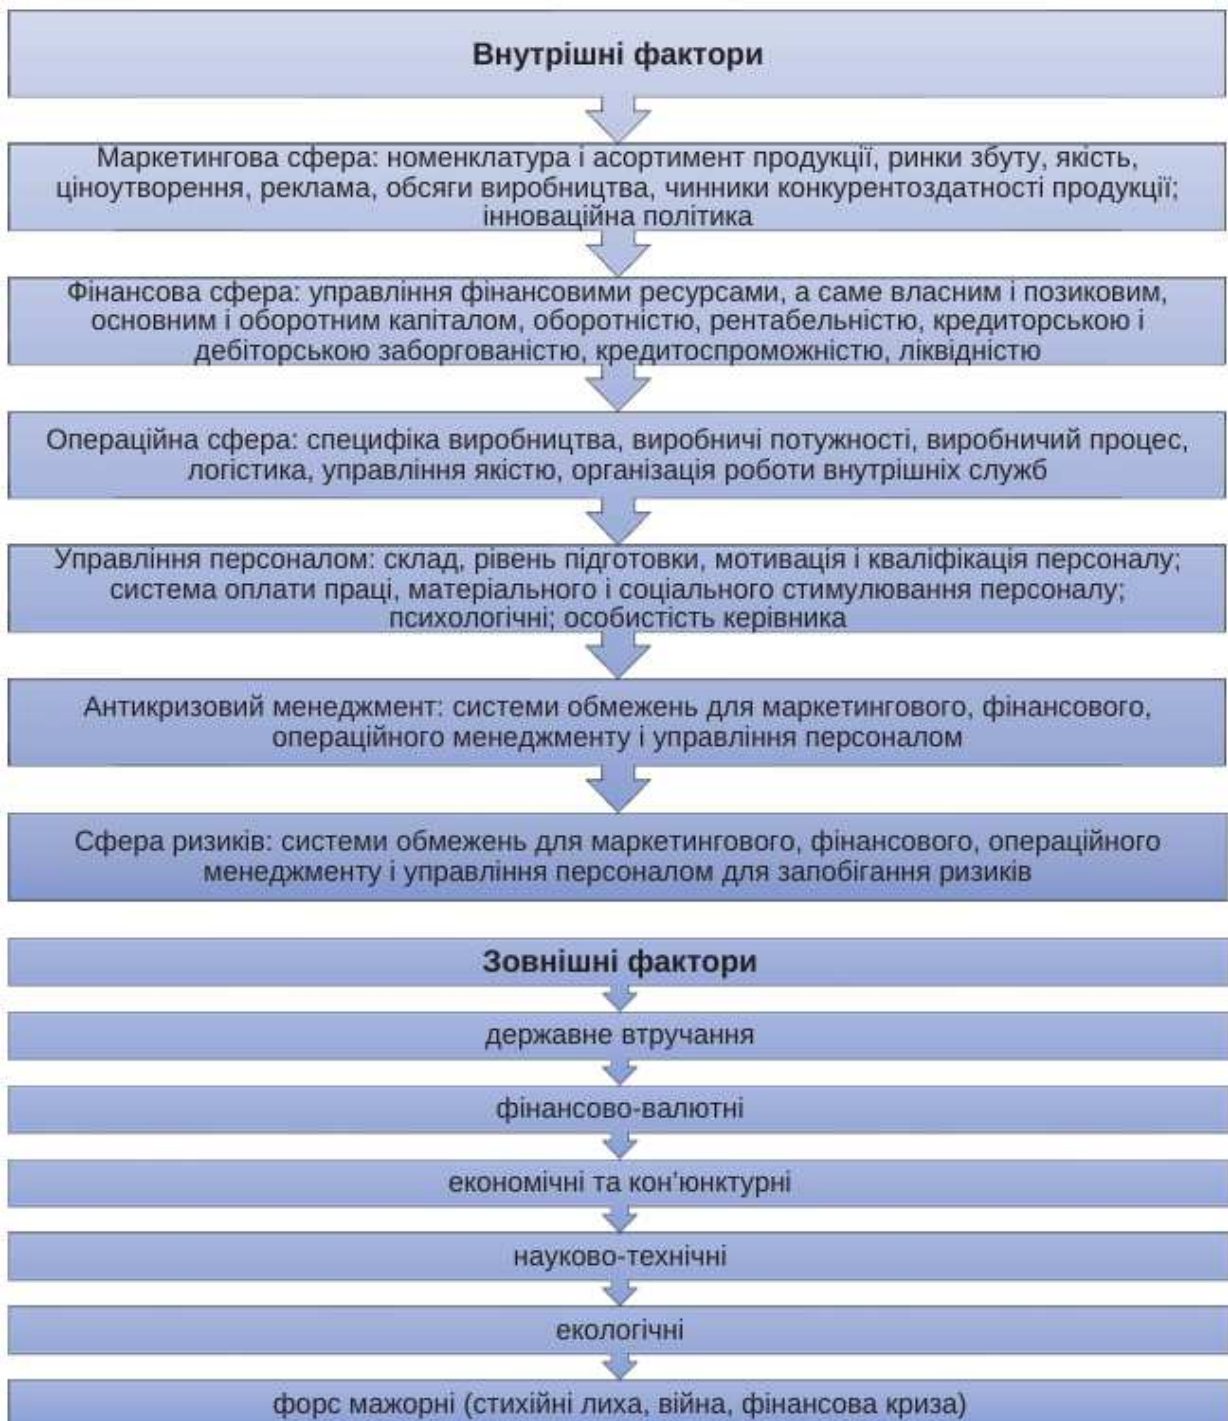 Внутрішні фактори
Маркетингова сфера: номенклатура і асортимент продукції, ринки збуту, якість,
ціноутворення, реклама, обсяги виробництва, чинники конкурентоздатності продукції;
інноваційна політика
Фінансова сфера: управління фінансовими ресурсами, а саме власним і позиковим,
основним і оборотним капіталом, оборотністю, рентабельністю, кредиторською і
дебіторською заборгованістю, кредитоспроможністю, ліквідністю
Операційна сфера: специфіка виробництва, виробничі потужності, виробничий процес,
логістика, управління якістю, організація роботи внутрішніх служб
Управління персоналом: склад, рівень підготовки, мотивація і кваліфікація персоналу;
система оплати праці, матеріального і соціального стимулювання персоналу;
психологічні; особистість керівника
Антикризовий менеджмент: системи обмежень для маркетингового, фінансового,
операційного менеджменту і управління персоналом
Сфера ризиків: системи обмежень для маркетингового, фінансового, операційного
менеджменту і управління персоналом для запобігання ризиків
Зовнішні фактори
державне втручання
фінансово-валютні
економічні та кон’юнктурні
науково-технічні
екологічні
форс мажорні (стихійні лиха, війна, фінансова криза)